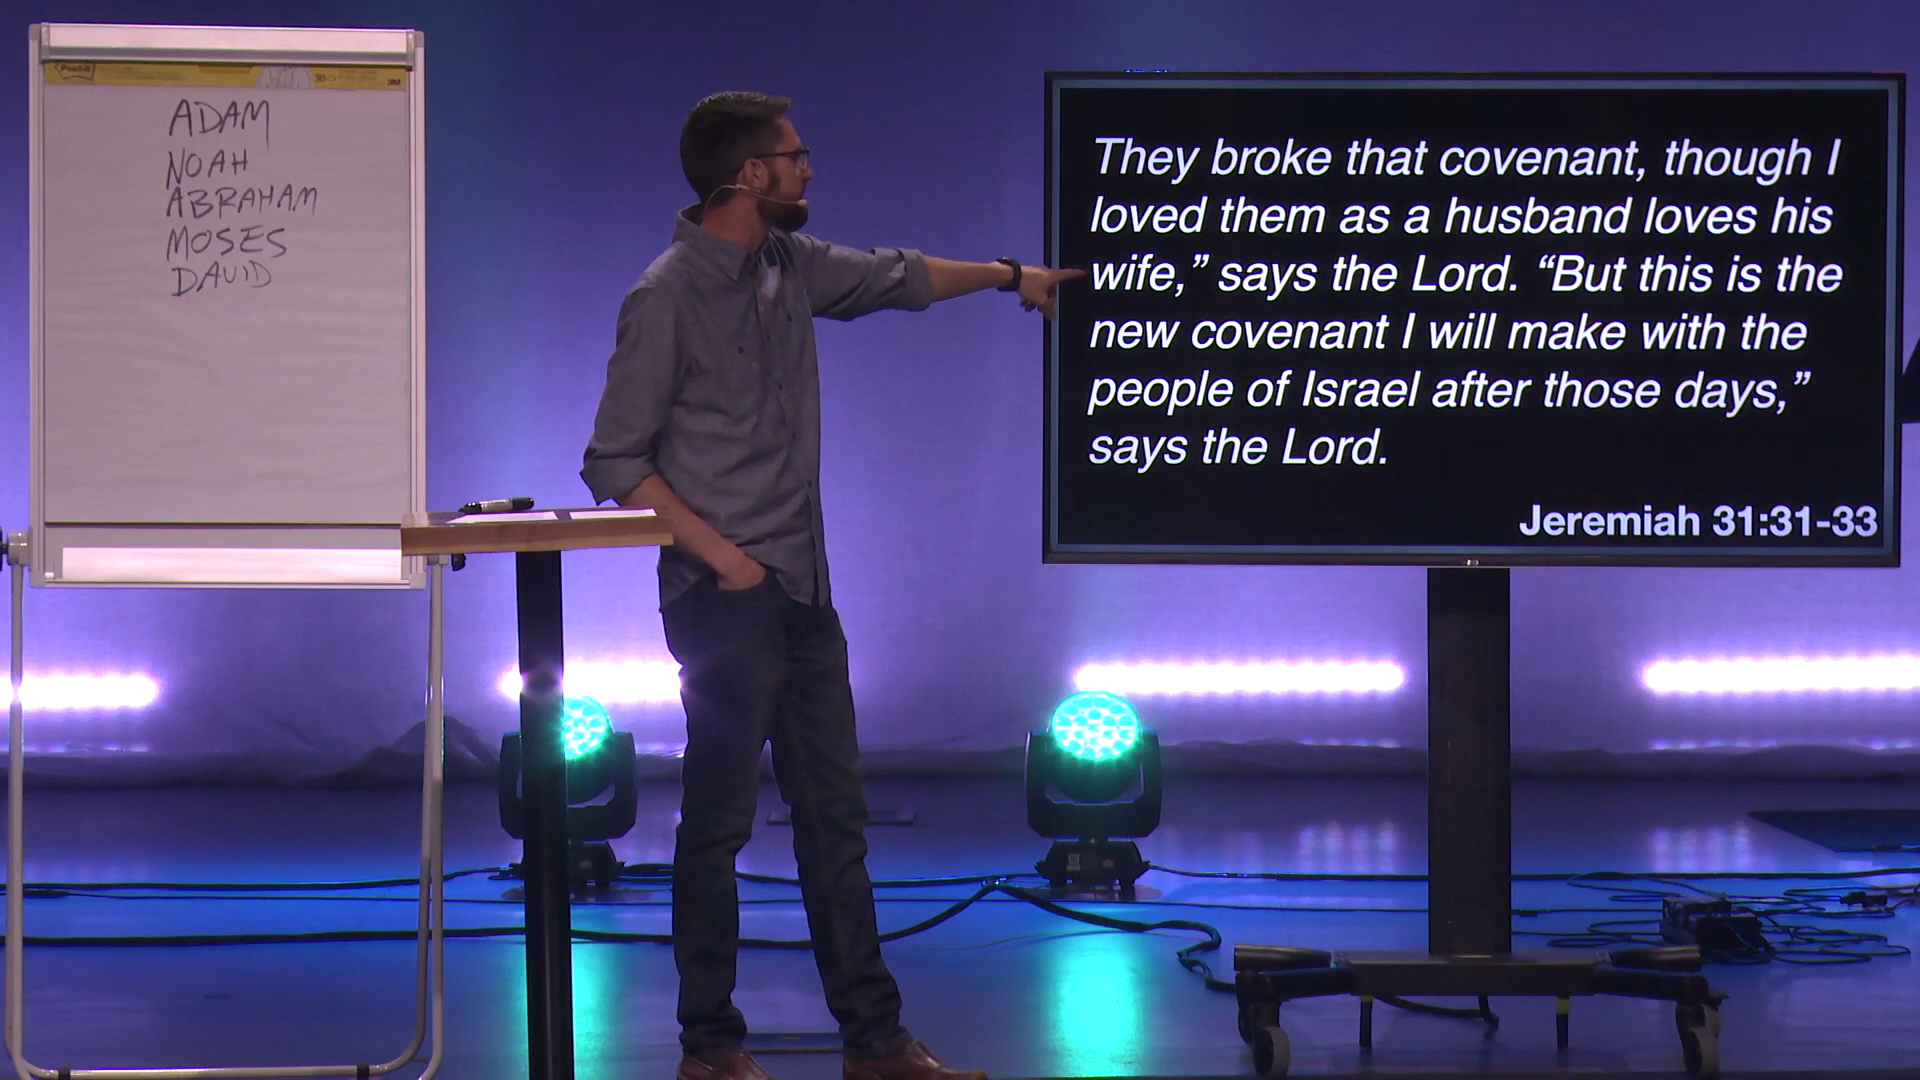 Post-it
ADAM
NOAH
ABRAHAM
MOSES
DAVID
They broke that covenant, though I
loved them as a husband loves his
wife,” says the Lord. “But this is the
new covenant I will make with the
people of Israel after those days,”
says the Lord.
Jeremiah 31:31-33